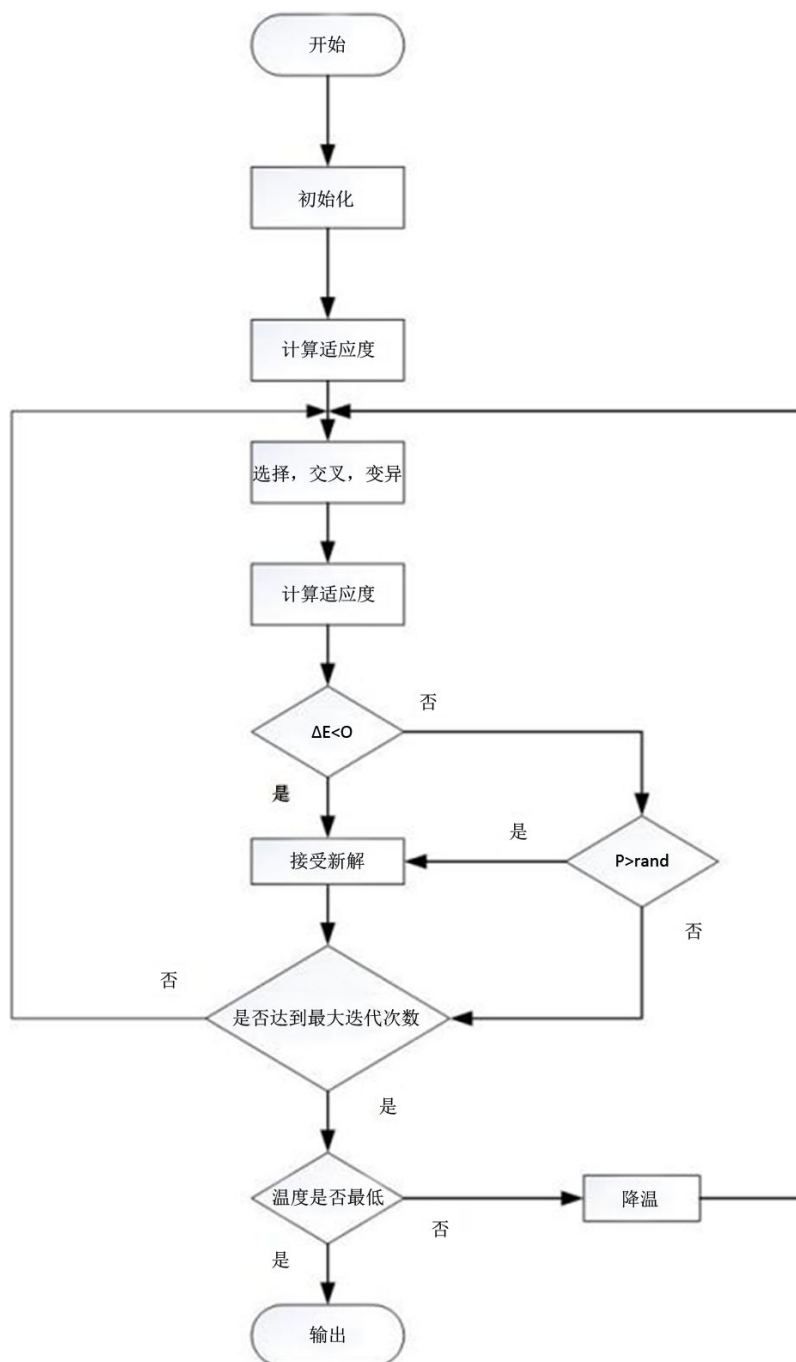 开始
初始化
计算适应度
选择，交叉，变异
计算适应度
否
ΔE<O
是
接受新解
是
P>rand
否
否
是否达到最大迭代次数
是
温度是否最低
降温
否
是
输出